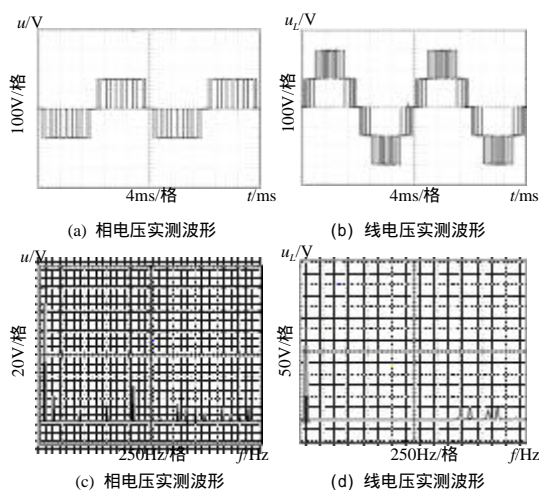 u/V
u_L/V
100V/格
100V/格
4ms/格
t/ms
4ms/格
t/ms
(a) 相电压实测波形
(b) 线电压实测波形
u/V
u_L/V
20V/格
50V/格
250Hz/格
f/Hz
250Hz/格
f/Hz
(c) 相电压实测波形
(d) 线电压实测波形